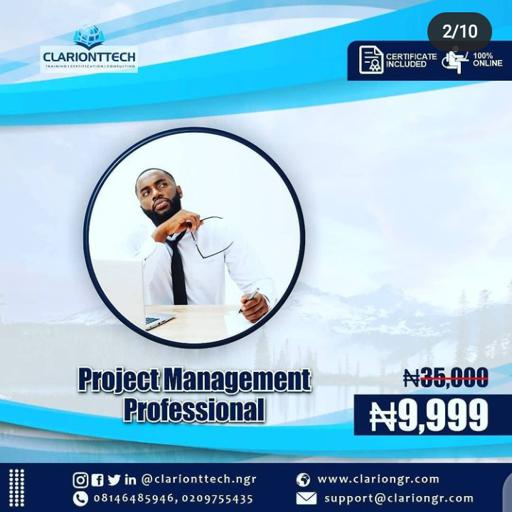 2/10
CLARIONTTECH
TRAINING | CERTIFICATION | CONSULTING
CERTIFICATE
INCLUDED
100%
ONLINE
Project Management
Professional
₦35,000
₦9,999
@clarionttech.ngr
www.clariongr.com
08146485946, 0209755435
support@clariongr.com